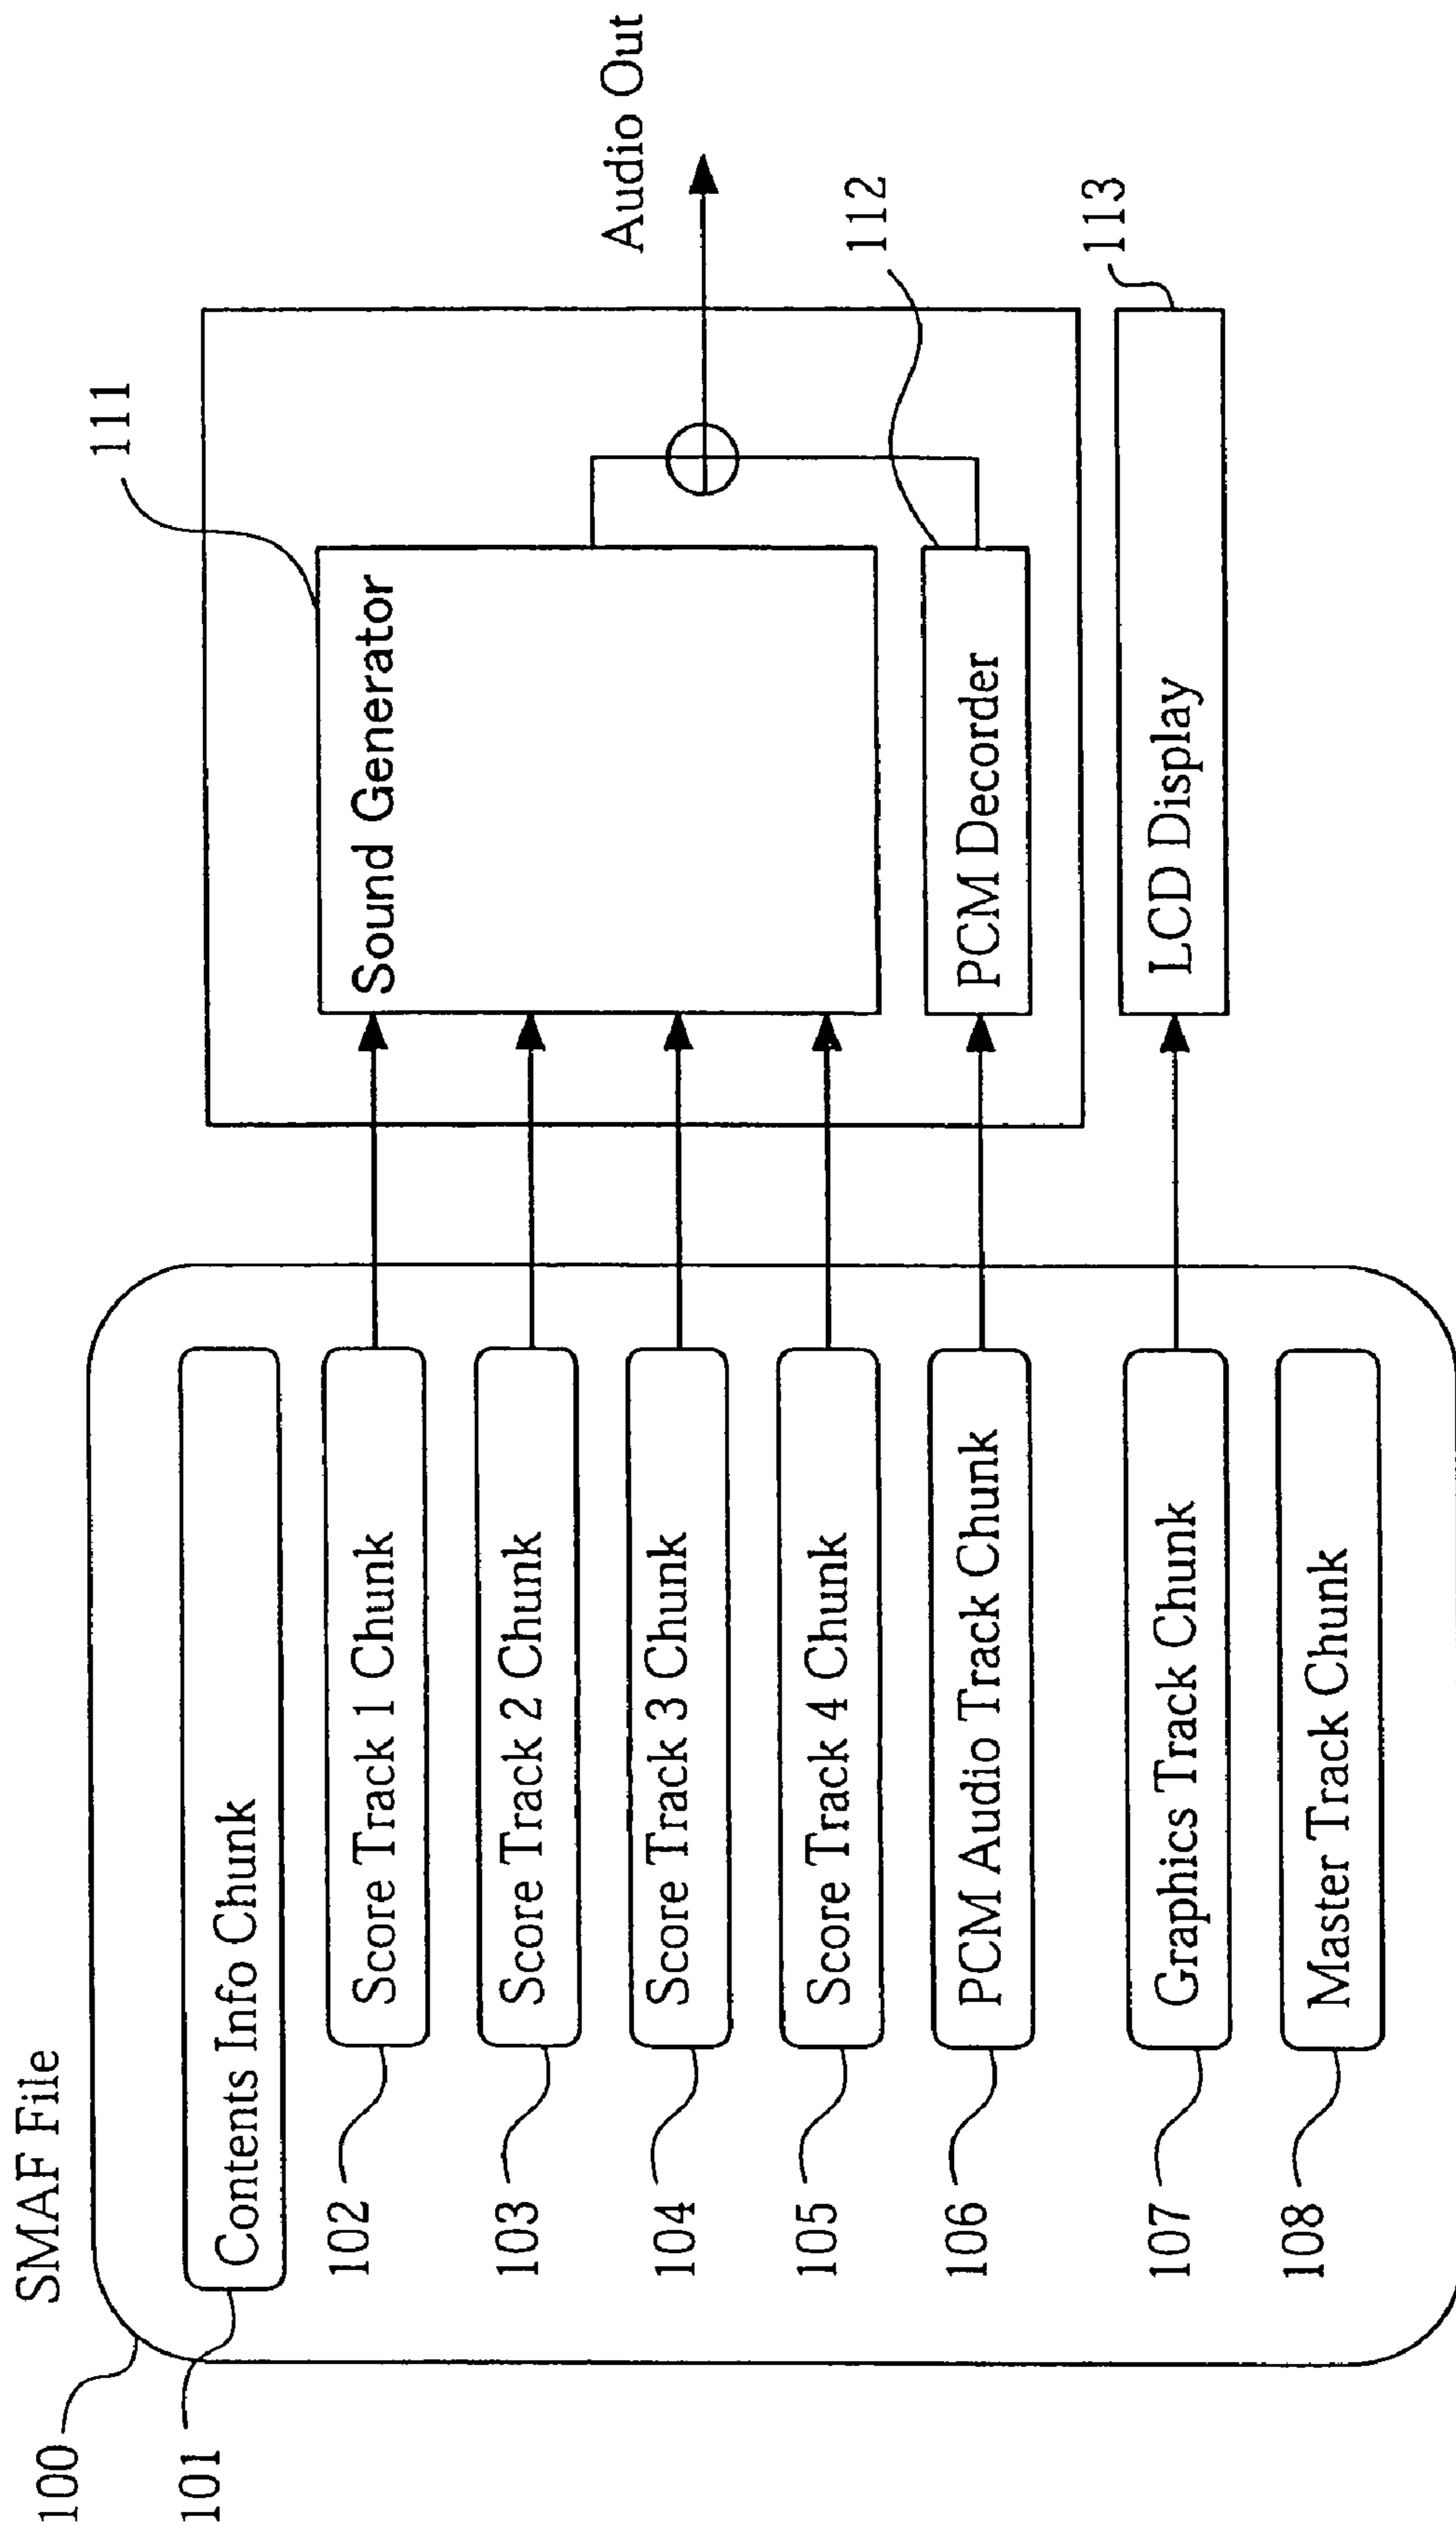 SMAF File
100
101
Contents Info Chunk
102
Score Track 1 Chunk
103
Score Track 2 Chunk
104
Score Track 3 Chunk
105
Score Track 4 Chunk
106
PCM Audio Track Chunk
107
Graphics Track Chunk
108
Master Track Chunk
111
Sound Generator
Audio Out
112
PCM Decorder
113
LCD Display